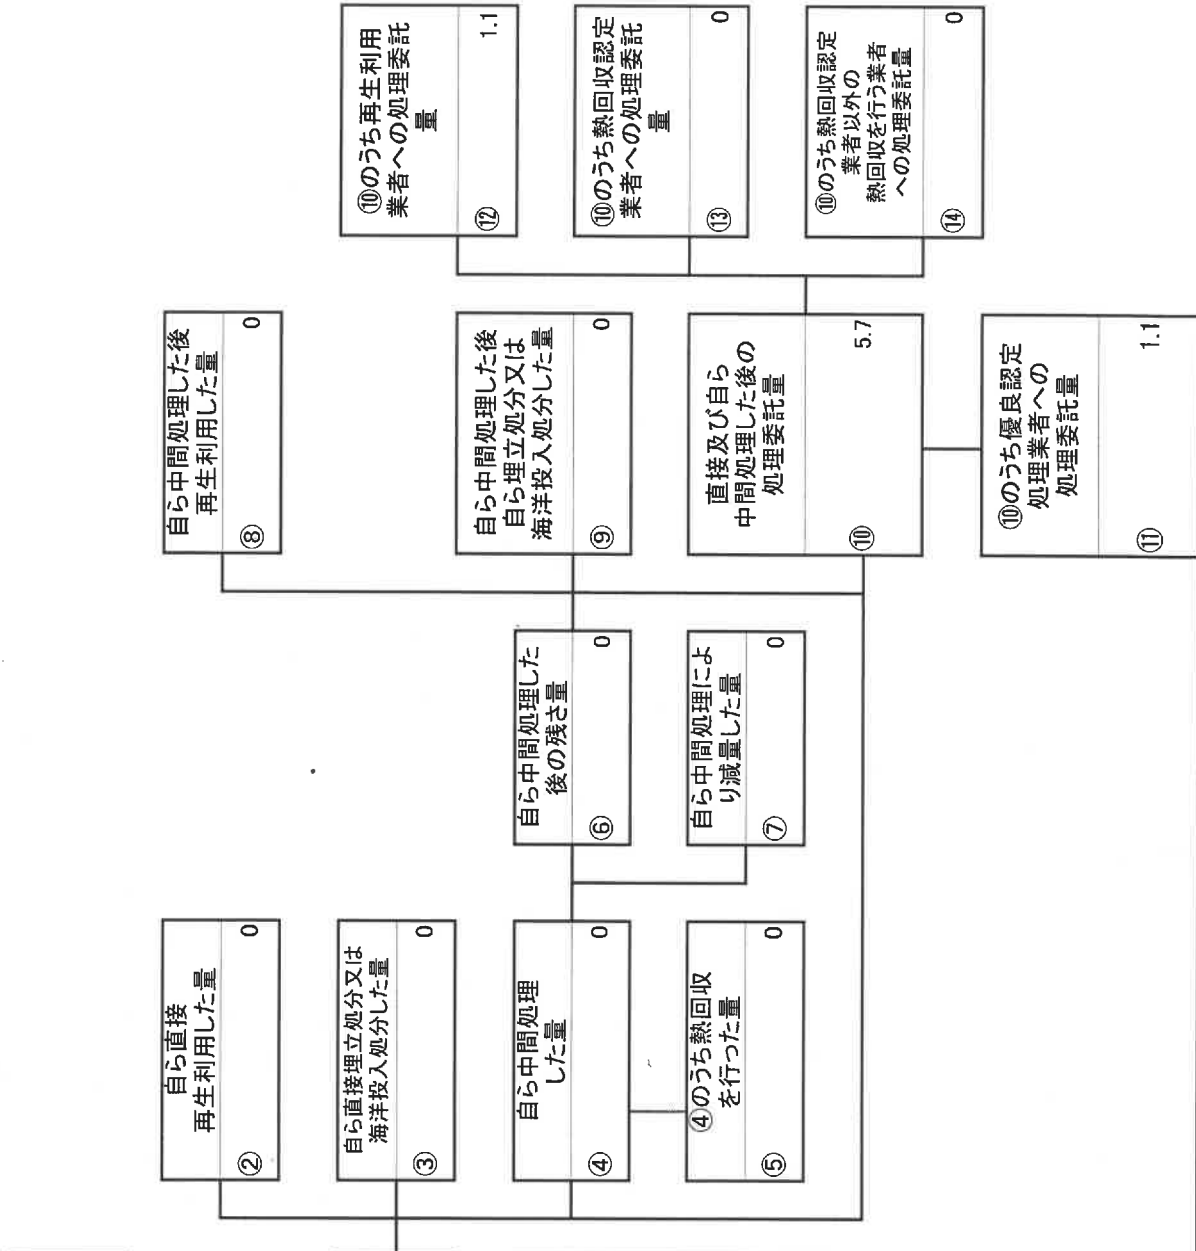 自ら直接
再生利用した量
② 0
自ら直接埋立処分又は
海洋投入処分した量
③ 0
自ら中間処理
した量
④ 0
④のうち熱回収
を行った量
⑤ 0
自ら中間処理した
後の残さ量
⑥ 0
自ら中間処理によ
り減量した量
⑦ 0
自ら中間処理した後
再生利用した量
⑧ 0
自ら中間処理した後
自ら埋立処分又は
海洋投入処分した量
⑨ 0
直接及び自ら
中間処理した後の
処理委託量
⑩ 5.7
⑩のうち優良認定
処理業者への
処理委託量
⑪ 1.1
⑩のうち再生利用
業者への処理委託
量
⑫ 1.1
⑩のうち熱回収認定
業者への処理委託
量
⑬ 0
⑩のうち熱回収認定
業者以外の
熱回収を行う業者
への処理委託量
⑭ 0